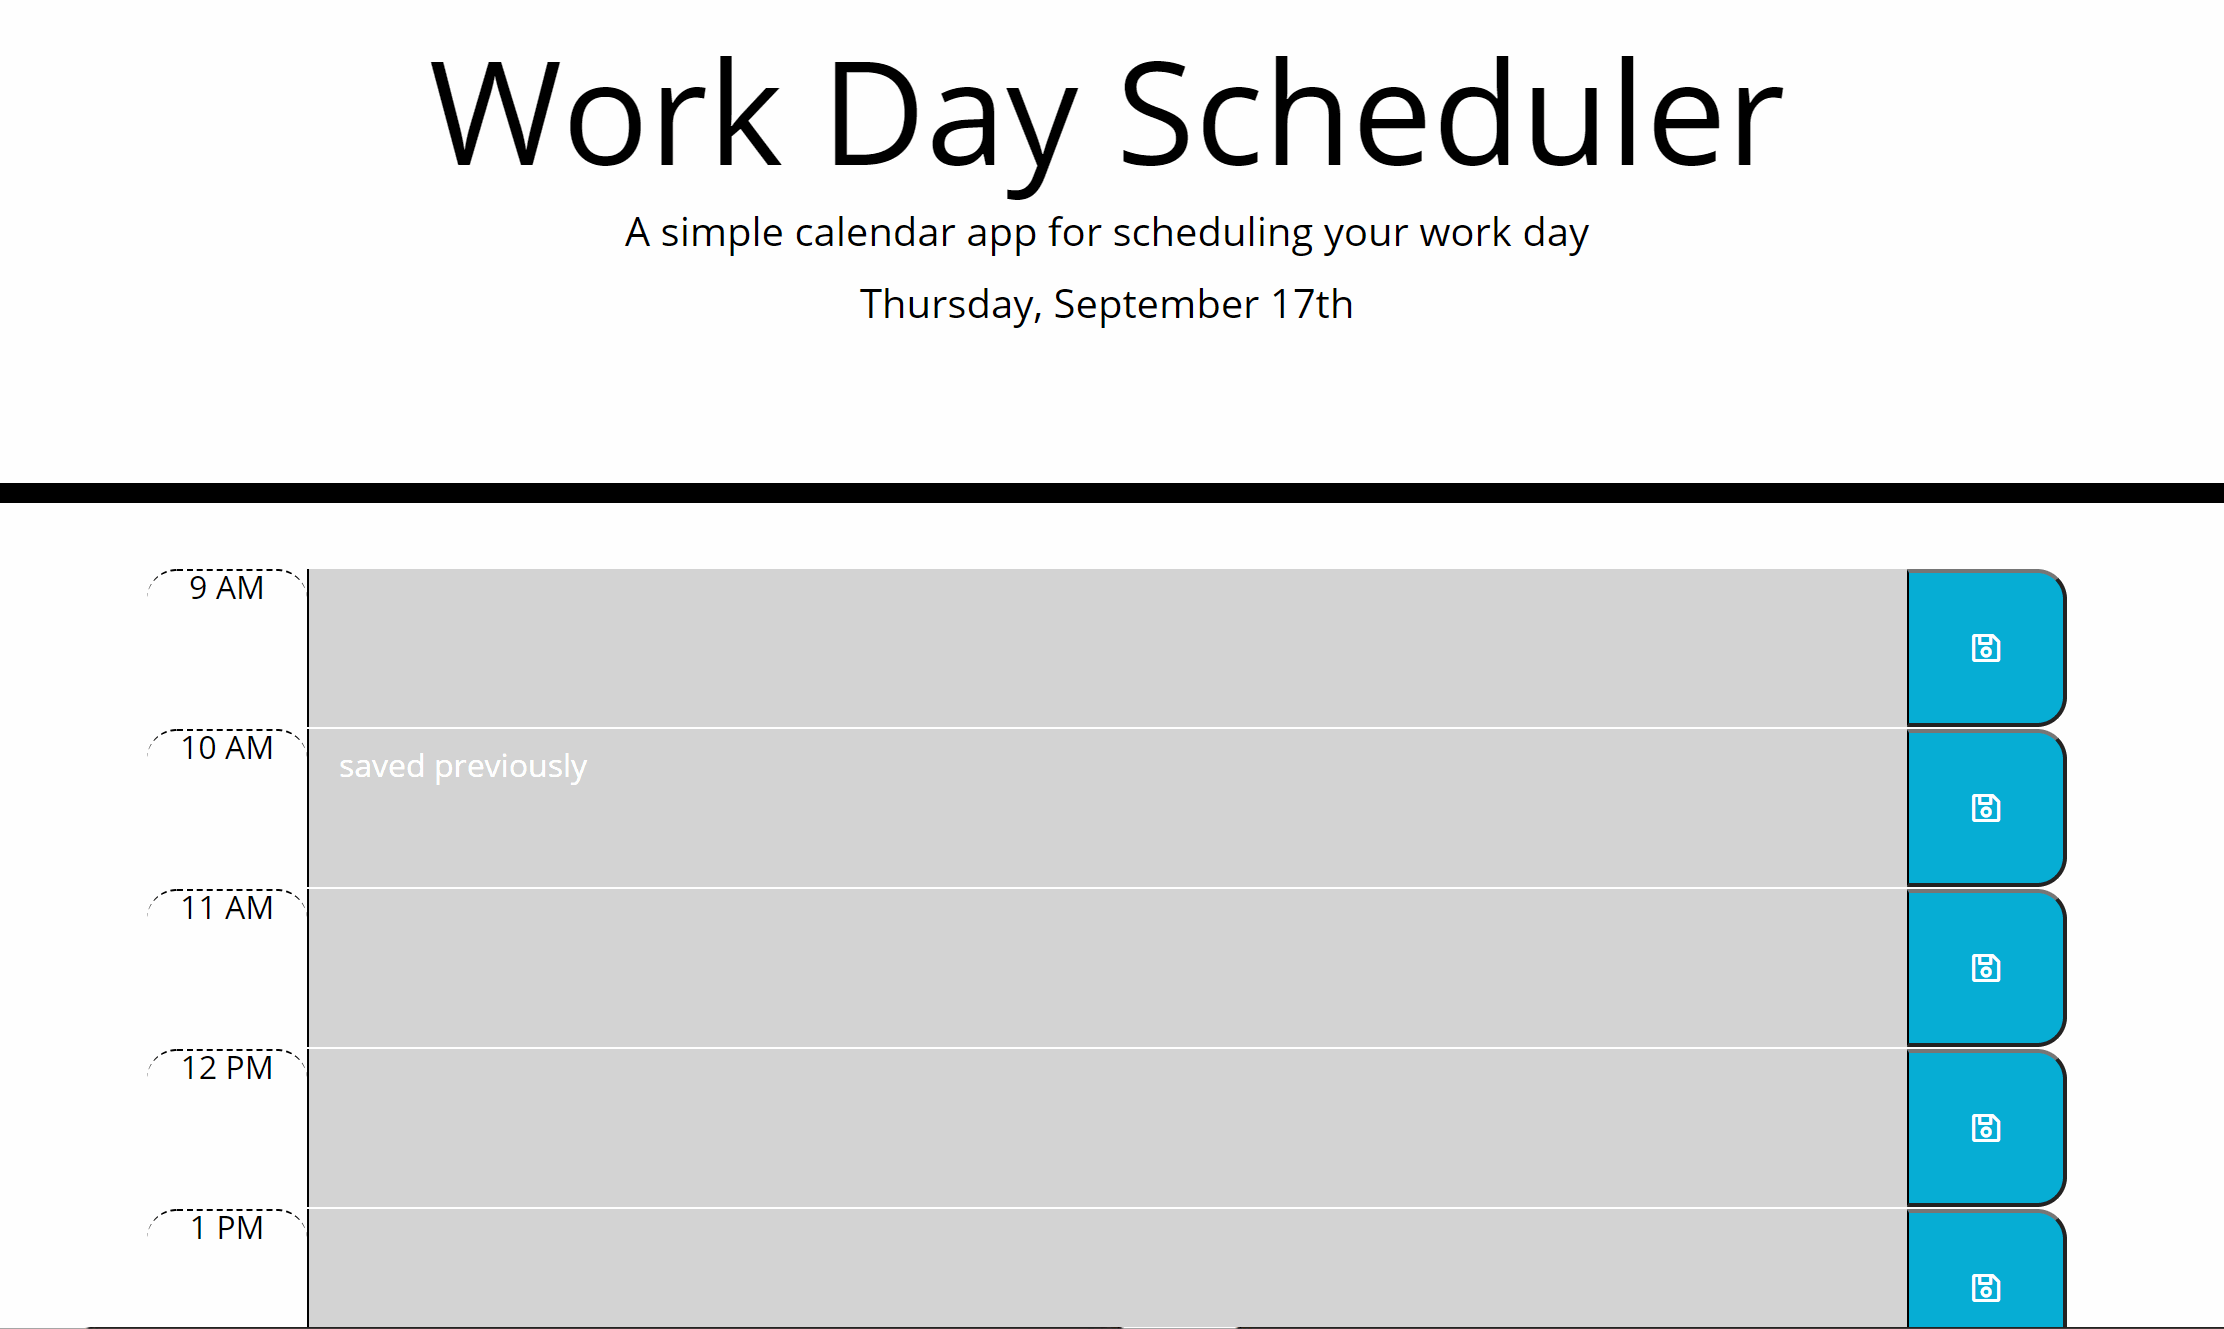 Work Day Scheduler
A simple calendar app for scheduling your work day
Thursday, September 17th
9 AM
10 AM
saved previously
11 AM
12 PM
1 PM